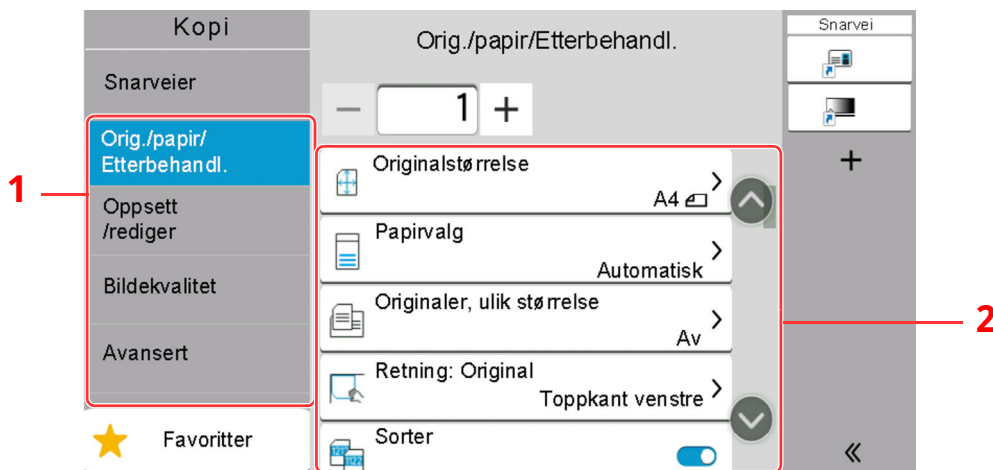 Kopi
Snarveier
Orig./papir/
Etterbehandl.
Oppsett
/rediger
Bildekvalitet
Avansert
Favoritter
1
Orig./papir/Etterbehandl.
1
Originalstørrelse
A4
Papirvalg
Automatisk
Originaler, ulik størrelse
Av
Retning: Original
Toppkant venstre
Sorter
Snarvei
2